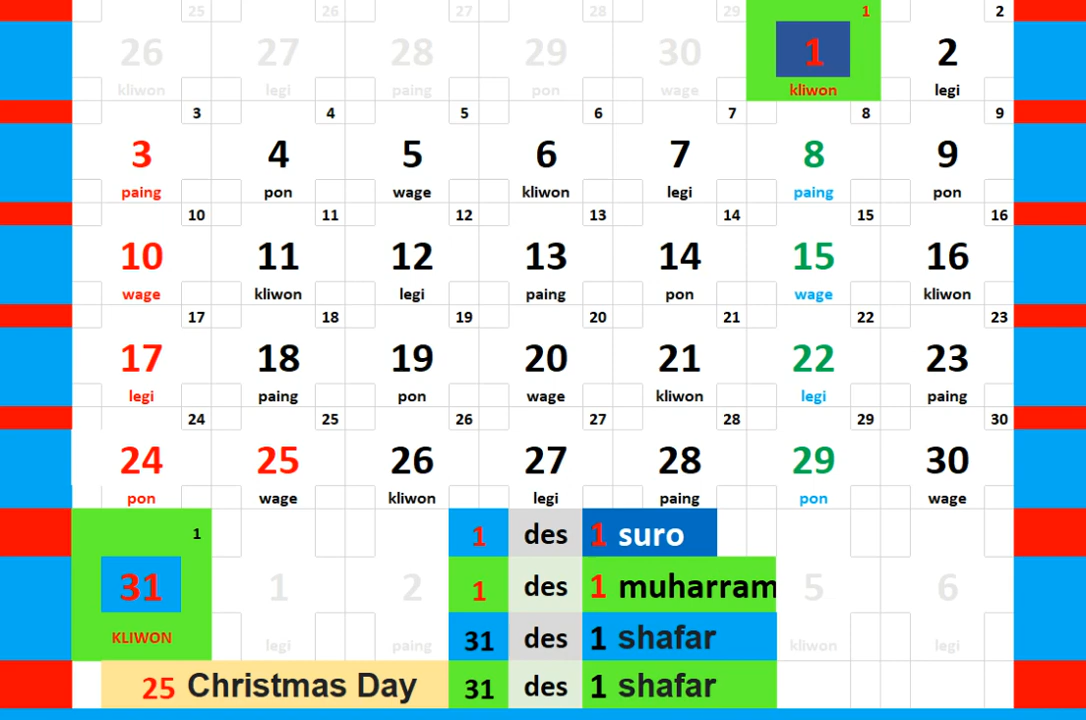 25 26 27 28 29 1 2
26 27 28 29 30 1 2
kliwon legi paing pon wage kliwon legi
3 4 5 6 7 8 9
3 4 5 6 7 8 9
paing pon wage kliwon legi paing pon
10 11 12 13 14 15 16
10 11 12 13 14 15 16
wage kliwon legi paing pon wage kliwon
17 18 19 20 21 22 23
17 18 19 20 21 22 23
legi paing pon wage kliwon legi paing
24 25 26 27 28 29 30
24 25 26 27 28 29 30
pon wage kliwon legi paing pon wage
1 1 des 1 suro
31 1 2 1 des 1 muharram 5 6
KLIWON legi paing 31 des 1 shafar kliwon legi
25 Christmas Day 31 des 1 shafar